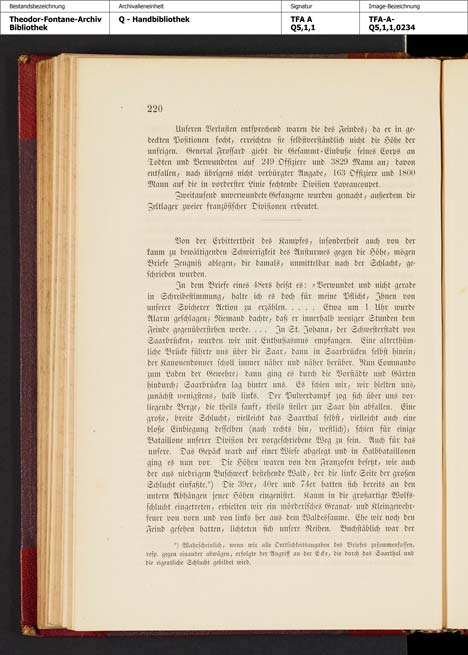 Bestandsbezeichnung
Archivalieneinheit
Signatur
Image-Bezeichnung
Theodor-Fontane-Archiv
Bibliothek
Q - Handbibliothek
TFA A
Q5,1,1
TFA-A-
Q5,1,1,0234
220
Unseren Verlusten entsprechend waren die des Feindes; da er in ge-
deckten Positionen focht, erreichten sie selbstverständlich nicht die Höhe der
unsrigen. General Frossard giebt die Gesammt-Einbuße seines Corps an
Todten und Verwundeten auf 249 Offiziere und 3829 Mann an; davon
entfallen, nach übrigens nicht verbürgter Angabe, 163 Offiziere und 1800
Mann auf die in vorderster Linie fechtende Division Laveaucoupet.
Zweitausend unverwundete Gefangene wurden gemacht, außerdem die
Zeltlager zweier französischer Divisionen erbeutet.
Von der Erbittertheit des Kampfes, insonderheit auch von der
kaum zu bewältigenden Schwierigkeit des Ansturmes gegen die Höhe, mögen
Briefe Zeugniß ablegen, die damals, unmittelbar nach der Schlacht, ge-
schrieben wurden.
In dem Briefe eines 48ers heißt es: »Verwundet und nicht gerade
in Schreibestimmung, halte ich es doch für meine Pflicht, Ihnen von
unserer Spicherer Action zu erzählen. . . . . Etwa um 1 Uhr wurde
Alarm geschlagen; Niemand dachte, daß er innerhalb weniger Stunden dem
Feinde gegenüberstehen werde. . . . In St. Johann, der Schwesterstadt von
Saarbrücken, wurden wir mit Enthusiasmus empfangen. Eine alterthüm-
liche Brücke führte uns über die Saar, dann in Saarbrücken selbst hinein;
der Kanonendonner scholl immer näher und näher herüber. Nun Commando
zum Laden der Gewehre; dann ging es durch die Vorstädte und Gärten
hindurch; Saarbrücken lag hinter uns. Es schien mir, wir hielten uns,
zunächst wenigstens, halb links. Der Pulverdampf zog sich über uns vor-
liegende Berge, die theils sanft, theils steiler zur Saar hin abfallen. Eine
große, breite Schlucht, vielleicht das Saarthal selbst, vielleicht auch eine
bloße Einbiegung desselben (nach rechts hin, westlich), schien für einige
Bataillone unserer Division der vorgeschriebene Weg zu sein. Auch für das
unsere. Das Gepäck ward auf einer Wiese abgelegt und in Halbbataillonen
ging es nun vor. Die Höhen waren von den Franzosen besetzt, wie auch
der aus niedrigem Buschwerk bestehende Wald, der die linke Seite der großen
Schlucht einfaßte.*) Die 39er, 40er und 74er hatten sich bereits an den
untern Abhängen jener Höhen eingenistet. Kaum in die großartige Wolfs-
schlucht eingetreten, erhielten wir ein mörderisches Granat- und Kleingewehr-
feuer von vorn und von links her aus dem Waldessaume. Ehe wir noch den
Feind gesehen hatten, lichteten sich unsere Reihen. Buchstäblich war der
*) Wahrscheinlich, wenn wir alle Oertlichkeitsangaben des Briefes zusammenfassen,
resp. gegen einander abwägen, erfolgte der Angriff an der Ecke, die durch das Saarthal und
die eigentliche Schlucht gebildet wird.